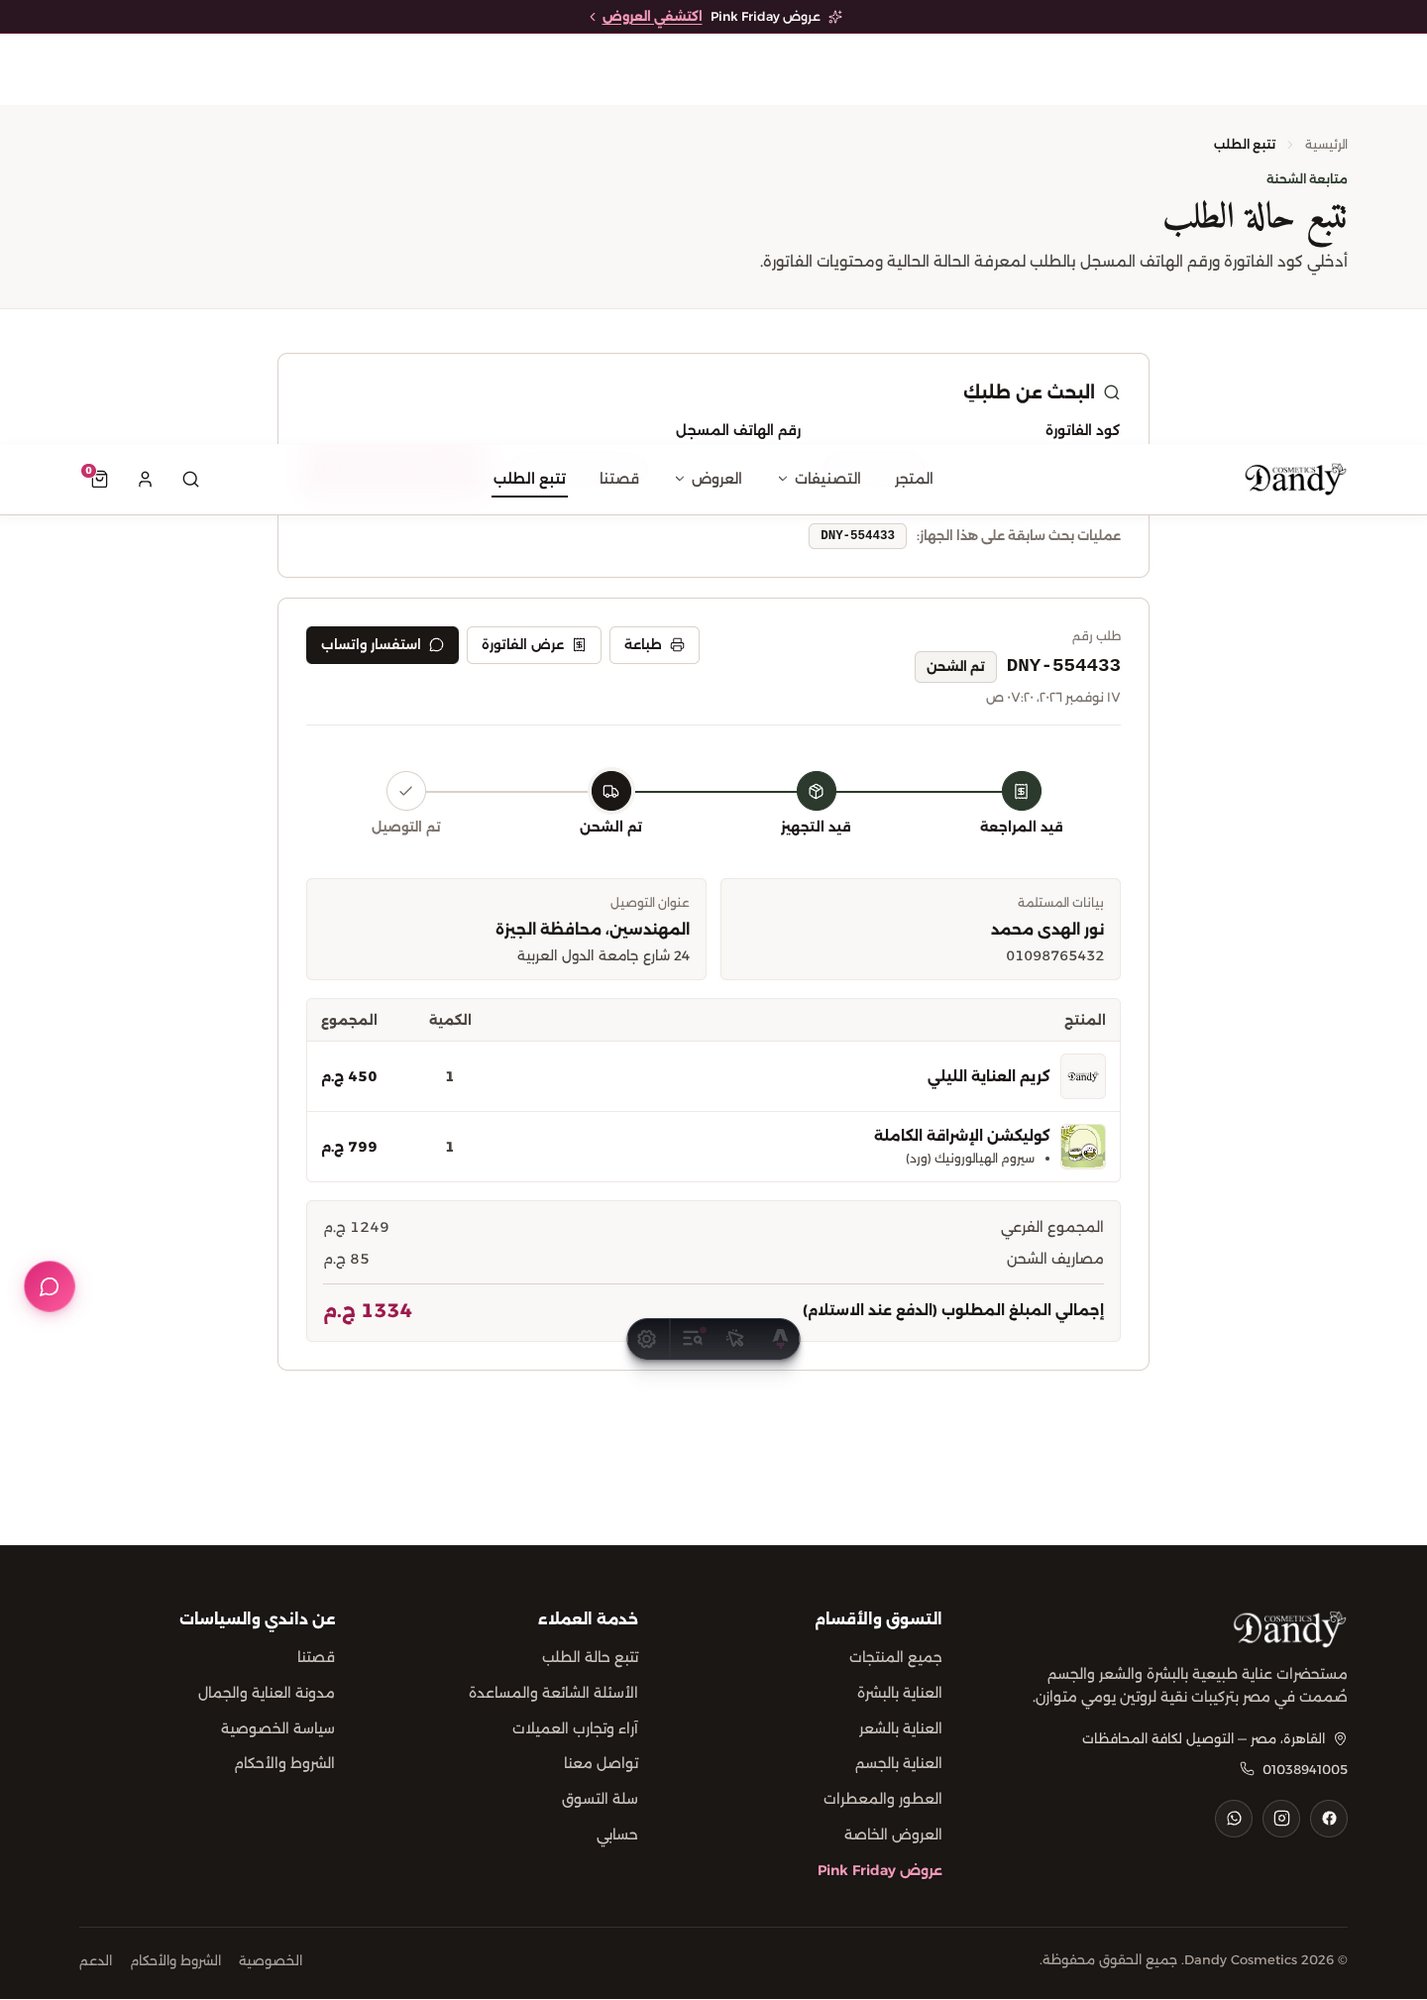 عروض Pink Friday اكتشفي العروض
الرئيسية
تتبع الطلب
متابعة الشحنة
تتبع حالة الطلب
أدخلي كود الفاتورة ورقم الهاتف المسجل بالطلب لمعرفة الحالة الحالية ومحتويات الفاتورة.
البحث عن طلبكِ
كود الفاتورة
رقم الهاتف المسجل
Dandy COSMETICS
المتجر
التصنيفات
العروض
قصتنا
تتبع الطلب
0
عمليات بحث سابقة على هذا الجهاز:
DNY-554433
طلب رقم
DNY-554433
تم الشحن
١٧ نوفمبر ٢٠٢٦، ٠٧:٢٠ ص
طباعة
عرض الفاتورة
استفسار واتساب
قيد المراجعة
قيد التجهيز
تم الشحن
تم التوصيل
بيانات المستلمة
نور الهدى محمد
01098765432
عنوان التوصيل
المهندسين، محافظة الجيزة
24 شارع جامعة الدول العربية
المنتج
الكمية
المجموع
Dandy
كريم العناية الليلي
1
450 ج.م
كوليكشن الإشراقة الكاملة
• سيروم الهيالورونيك (ورد)
1
799 ج.م
المجموع الفرعي
1249 ج.م
مصاريف الشحن
85 ج.م
إجمالي المبلغ المطلوب (الدفع عند الاستلام)
1334 ج.م
Dandy COSMETICS
مستحضرات عناية طبيعية بالبشرة والشعر والجسم
صُممت في مصر بتركيبات نقية لروتين يومي متوازن.
القاهرة، مصر — التوصيل لكافة المحافظات
01038941005
التسوق والأقسام
جميع المنتجات
العناية بالبشرة
العناية بالشعر
العناية بالجسم
العطور والمعطرات
العروض الخاصة
عروض Pink Friday
خدمة العملاء
تتبع حالة الطلب
الأسئلة الشائعة والمساعدة
آراء وتجارب العميلات
تواصل معنا
سلة التسوق
حسابي
عن داندي والسياسات
قصتنا
مدونة العناية والجمال
سياسة الخصوصية
الشروط والأحكام
© 2026 Dandy Cosmetics. جميع الحقوق محفوظة.
الخصوصية
الشروط والأحكام
الدعم